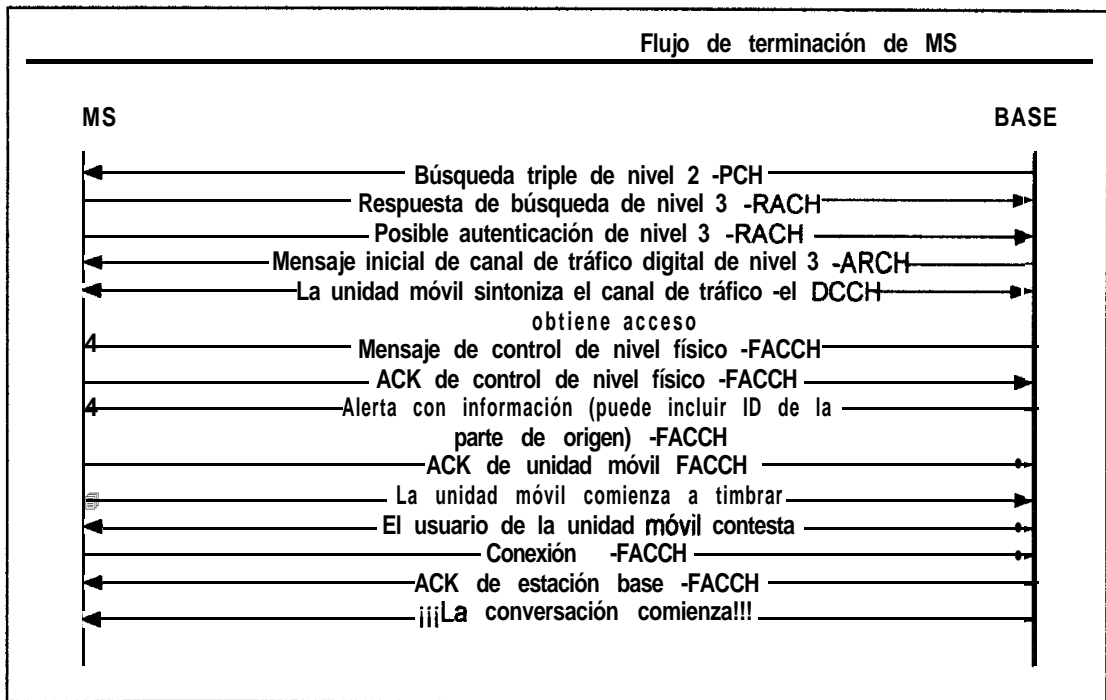 Flujo de terminación de MS
MS BASE
Búsqueda triple de nivel 2 -PCH
Respuesta de búsqueda de nivel 3 -RACH
Posible autenticación de nivel 3 -RACH
Mensaje inicial de canal de tráfico digital de nivel 3 -ARCH
La unidad móvil sintoniza el canal de tráfico -el DCCH
obtiene acceso
Mensaje de control de nivel físico -FACCH
ACK de control de nivel físico -FACCH
Alerta con información (puede incluir ID de la
parte de origen) -FACCH
ACK de unidad móvil FACCH
La unidad móvil comienza a timbrar
El usuario de la unidad móvil contesta
Conexión -FACCH
ACK de estación base -FACCH
¡¡¡La conversación comienza!!!